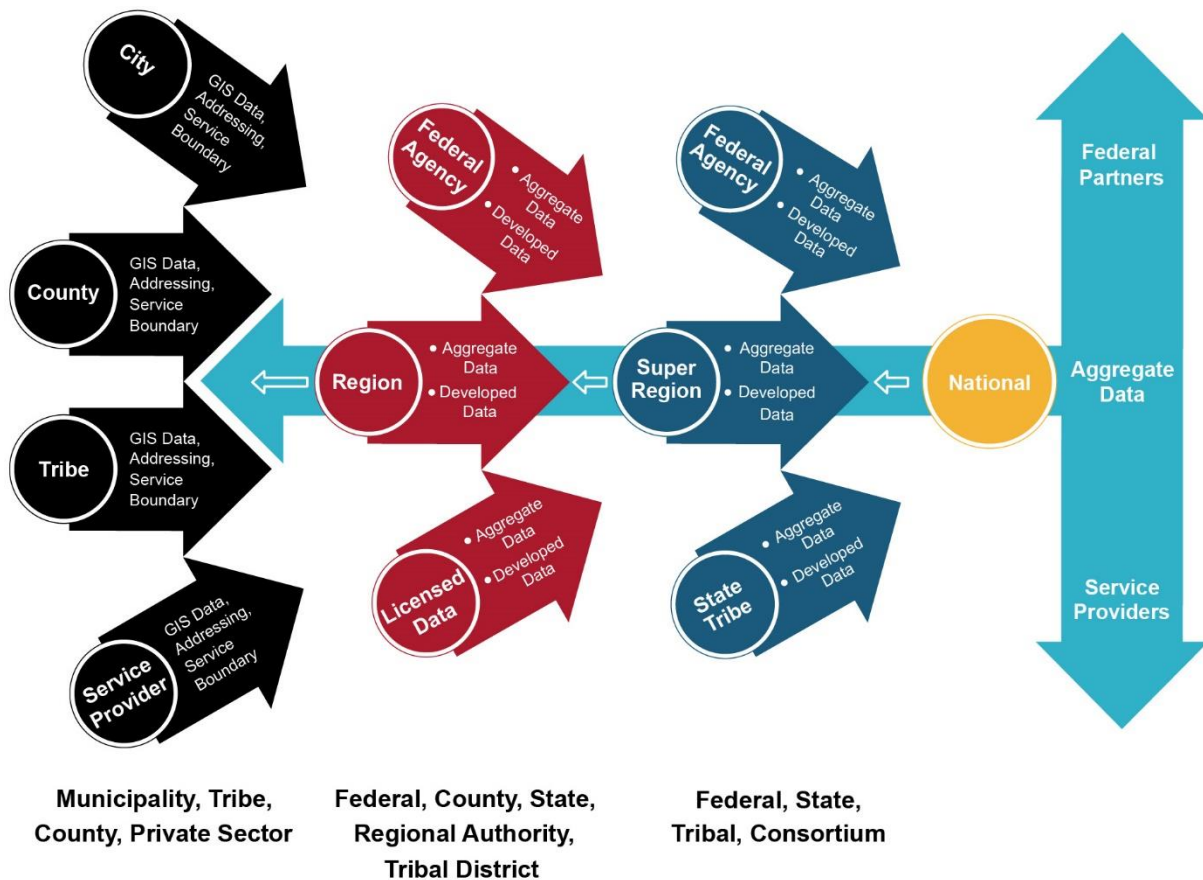 City
GIS Data,
Addressing,
Service
Boundary
County
GIS Data,
Addressing,
Service
Boundary
Tribe
GIS Data,
Addressing,
Service
Boundary
Service
Provider
GIS Data,
Addressing,
Service
Boundary
Federal
Agency
• Aggregate
Data
• Developed
Data
Region
• Aggregate
Data
• Developed
Data
Licensed
Data
• Aggregate
Data
• Developed
Data
Federal
Agency
• Aggregate
Data
• Developed
Data
Super
Region
• Aggregate
Data
• Developed
Data
State
Tribe
• Aggregate
Data
• Developed
Data
National
Federal
Partners
Aggregate
Data
Service
Providers
Municipality, Tribe,
County, Private Sector
Federal, County, State,
Regional Authority,
Tribal District
Federal, State,
Tribal, Consortium